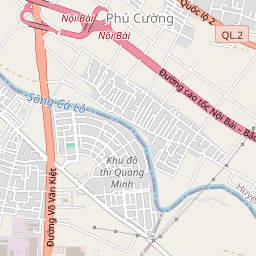 Nội Bài
Phú Cường
Nội Bài
Quốc lộ 2
QL.2
Đường cao tốc Nội Bài - Bắc
Sông Cà Lồ
Khu đô
thị Quang
Minh
Đường Võ Văn Kiệt
Huyện